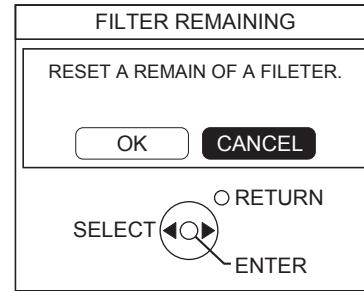 FILTER REMAINING
RESET A REMAIN OF A FILETER.
OK CANCEL
RETURN
SELECT
ENTER